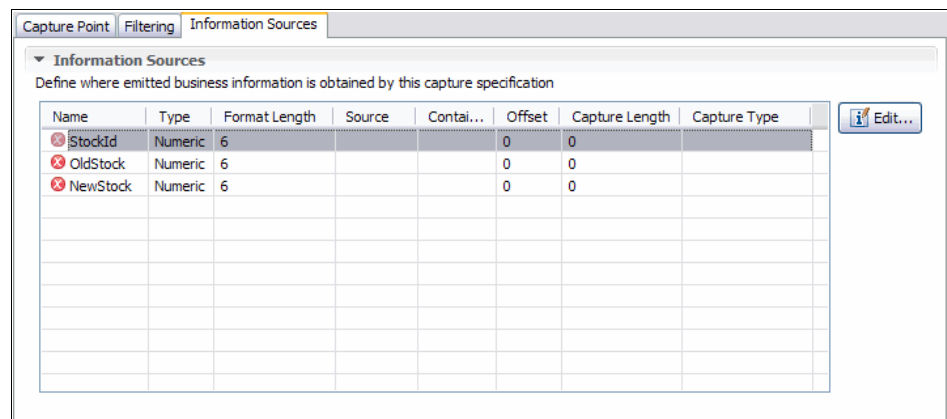 Capture Point Filtering Information Sources
Information Sources
Define where emitted business information is obtained by this capture specification
Name Type Format Length Source Contai... Offset Capture Length Capture Type
Edit...
StockId Numeric 6 0 0
OldStock Numeric 6 0 0
NewStock Numeric 6 0 0